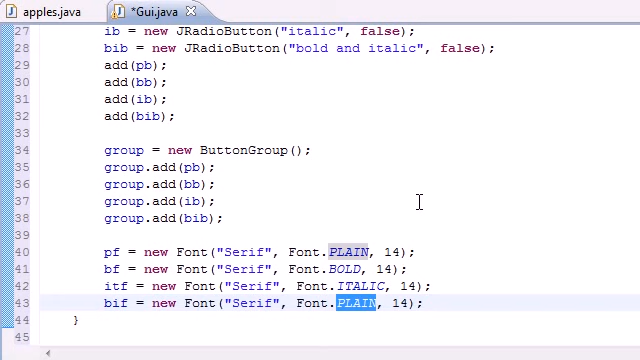 apples.java
*Gui.java
27 ib = new JRadioButton("italic", false);
28 bib = new JRadioButton("bold and italic", false);
29 add(pb);
30 add(bb);
31 add(ib);
32 add(bib);
33
34 group = new ButtonGroup();
35 group.add(pb);
36 group.add(bb);
37 group.add(ib);
38 group.add(bib);
39
40 pf = new Font("Serif", Font.PLAIN, 14);
41 bf = new Font("Serif", Font.BOLD, 14);
42 itf = new Font("Serif", Font.ITALIC, 14);
43 bif = new Font("Serif", Font.PLAIN, 14);
44 }
45